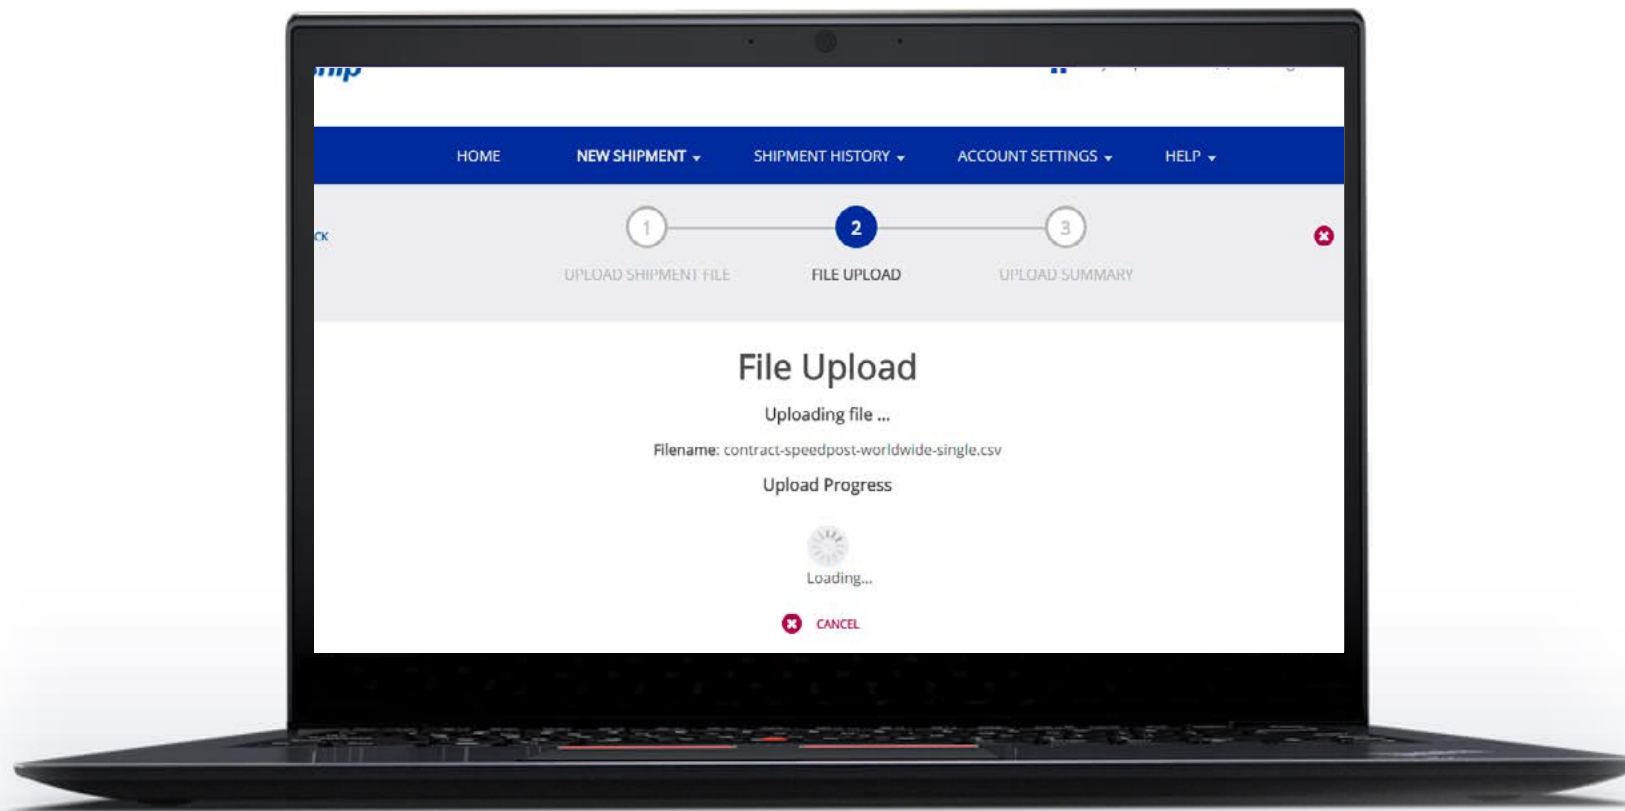 HOME NEW SHIPMENT SHIPMENT HISTORY ACCOUNT SETTINGS HELP
1 2 3
UPLOAD SHIPMENT FILE FILE UPLOAD UPLOAD SUMMARY
File Upload
Uploading file ...
Filename: contract-speedpost-worldwide-single.csv
Upload Progress
Loading...
CANCEL